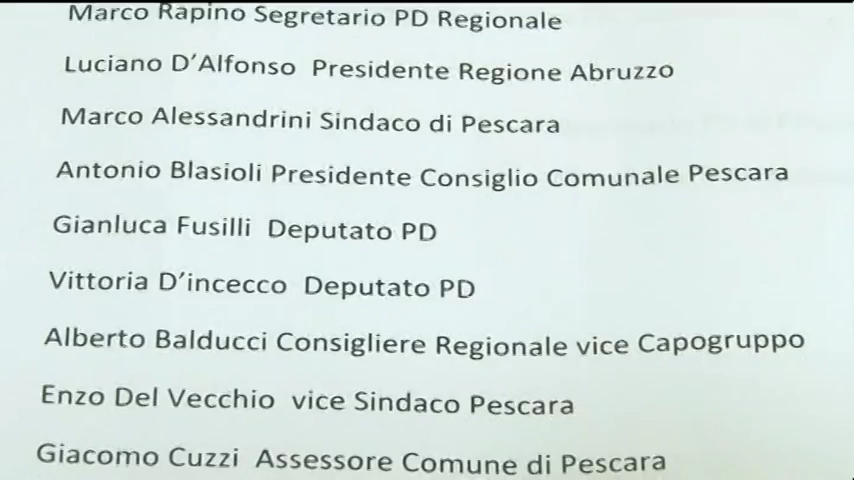 Marco Rapino Segretario PD Regionale
Luciano D'Alfonso Presidente Regione Abruzzo
Marco Alessandrini Sindaco di Pescara
Antonio Blasioli Presidente Consiglio Comunale Pescara
Gianluca Fusilli Deputato PD
Vittoria D'incecco Deputato PD
Alberto Balducci Consigliere Regionale vice Capogruppo
Enzo Del Vecchio vice Sindaco Pescara
Giacomo Cuzzi Assessore Comune di Pescara